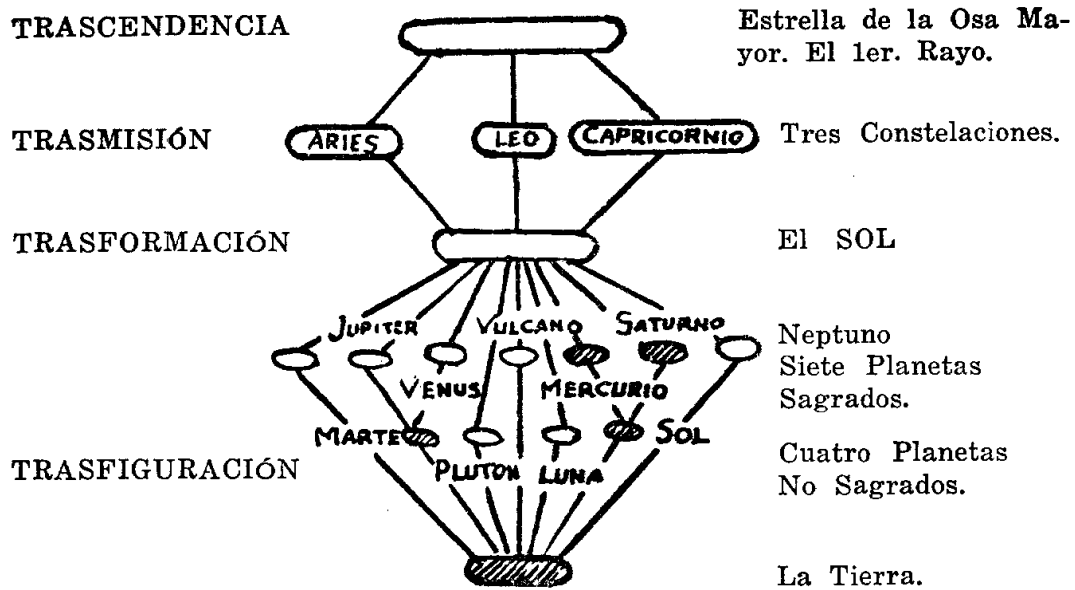 TRASCENDENCIA
Estrella de la Osa Ma-
yor. El 1er. Rayo.
TRASMISIÓN
ARIES
LEO
CAPRICORNIO
Tres Constelaciones.
TRASFORMACIÓN
El SOL
JUPITER
VULCANO
SATURNO
Neptuno
Siete Planetas
Sagrados.
VENUS
MERCURIO
MARTE
SOL
TRASFIGURACIÓN
PLUTON
LUNA
Cuatro Planetas
No Sagrados.
La Tierra.